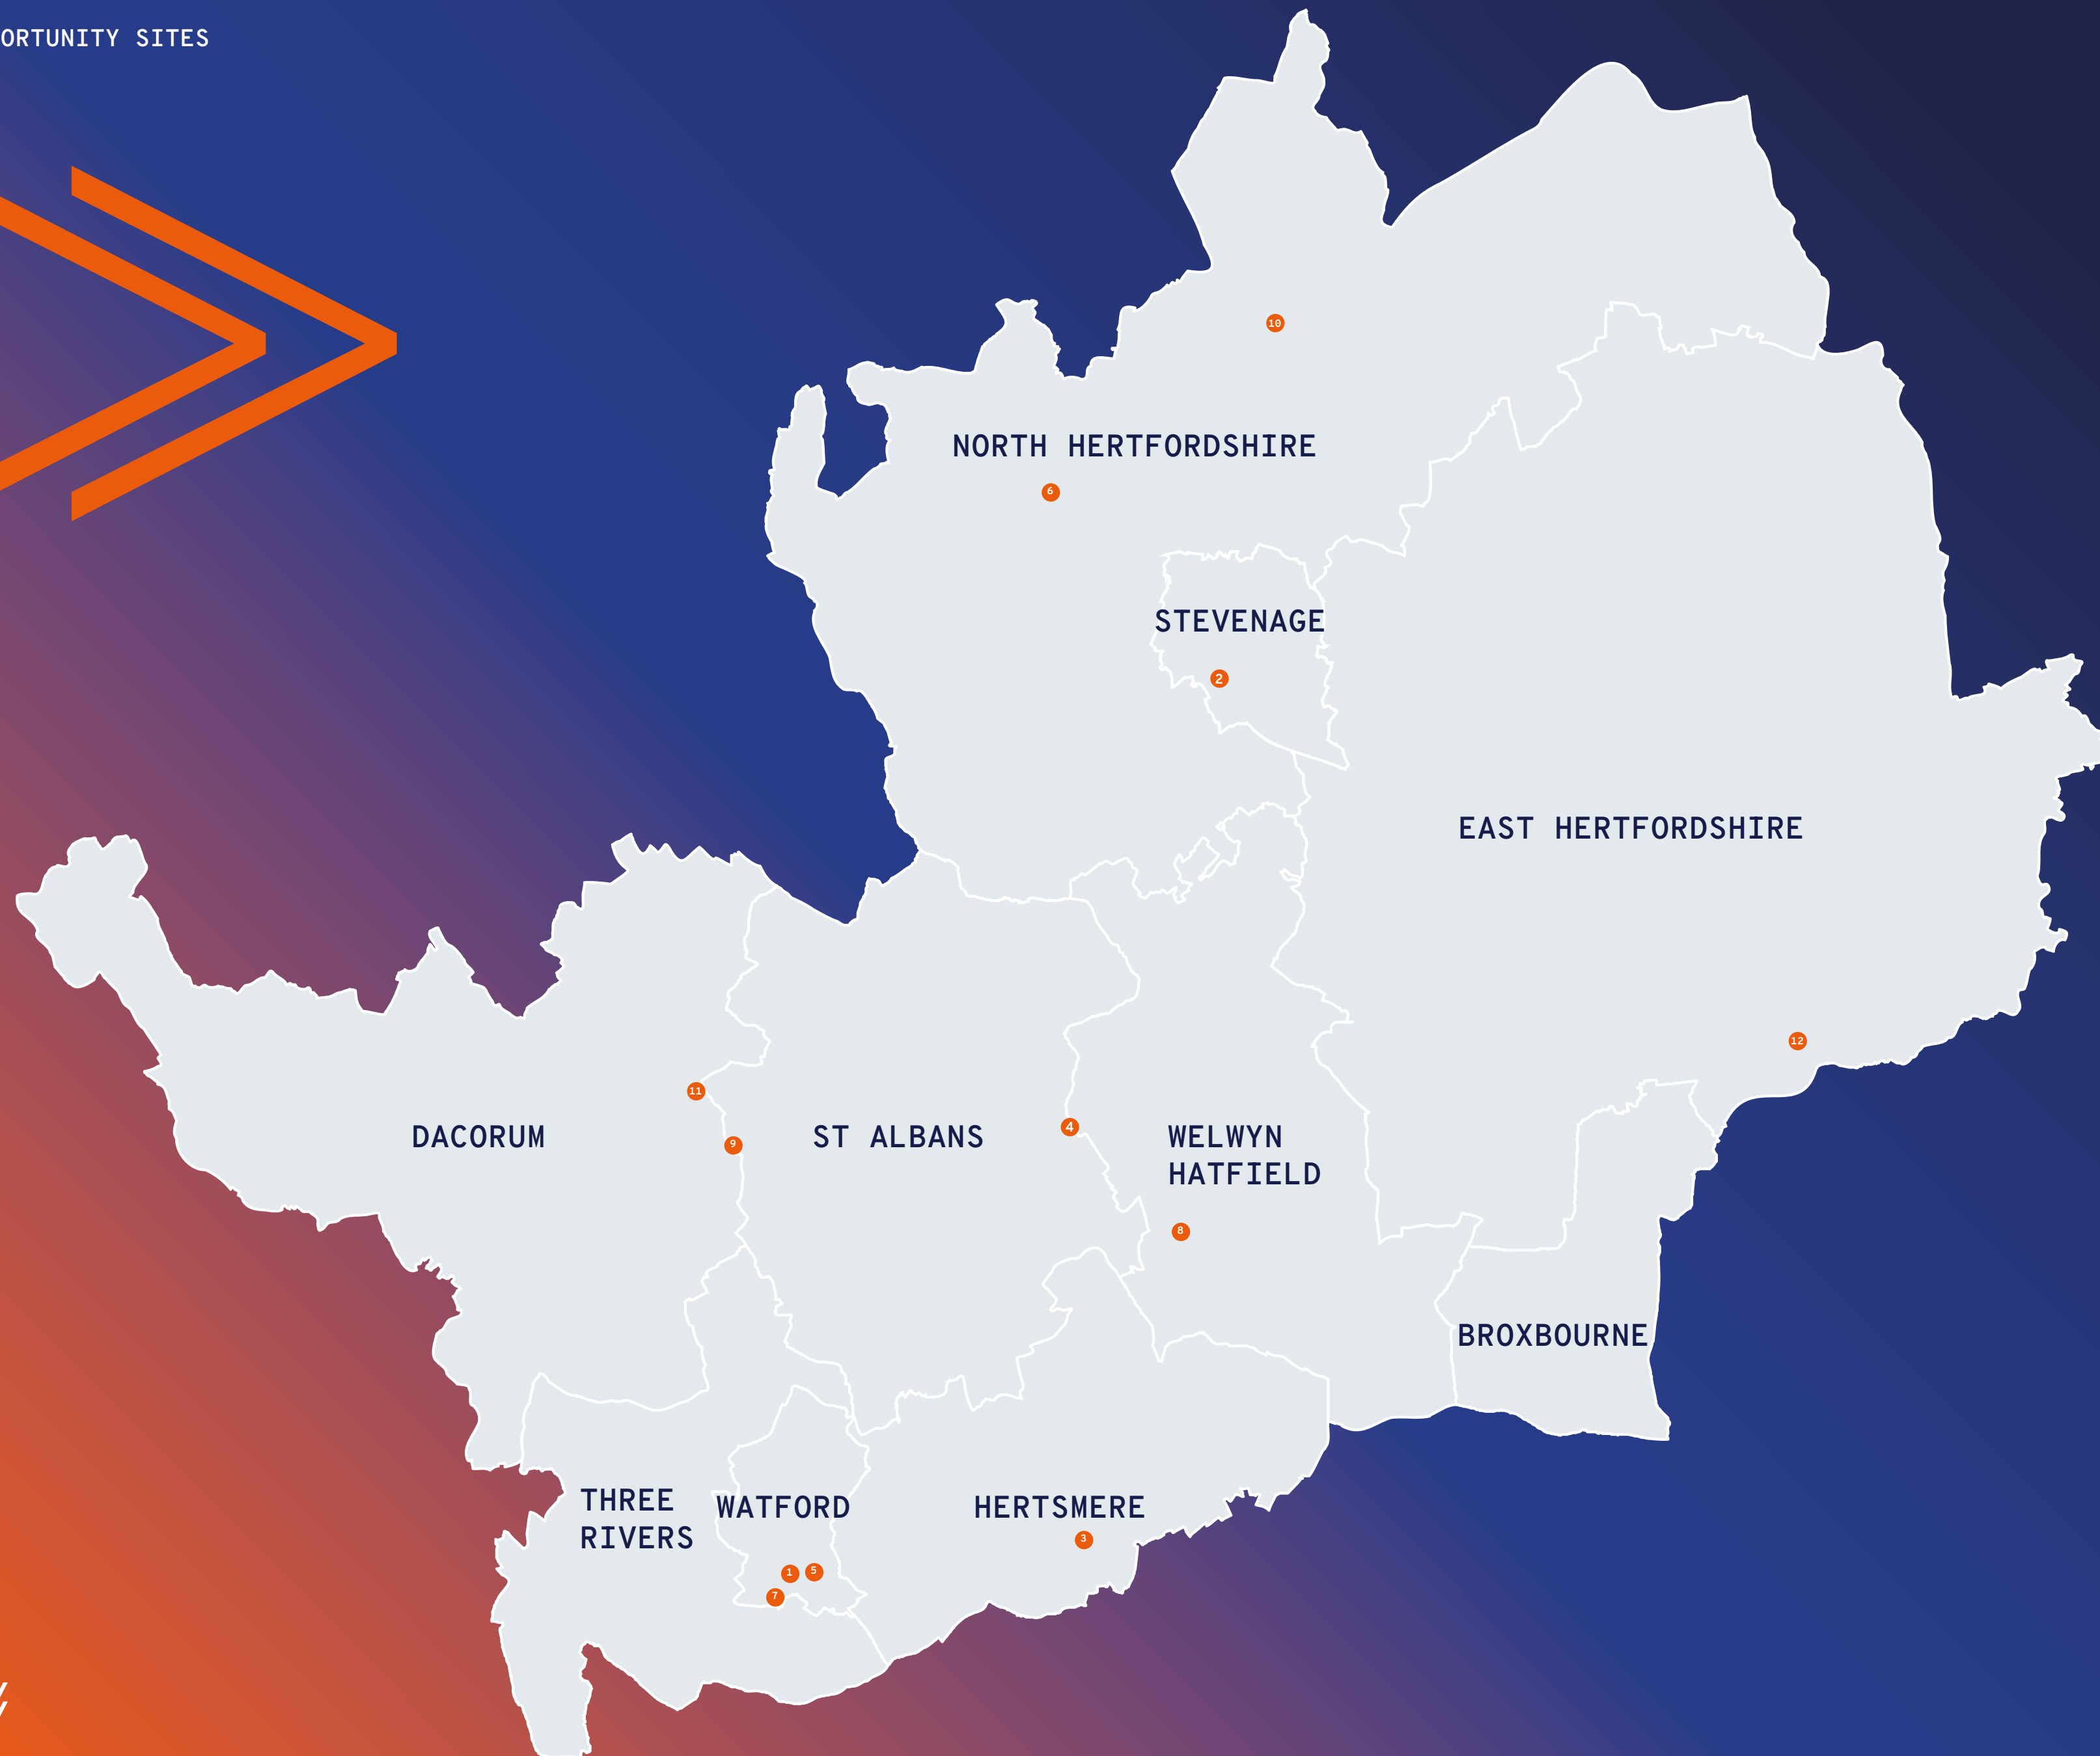 ORTUNITY SITES
10
NORTH HERTFORDSHIRE
6
STEVENAGE
2
EAST HERTFORDSHIRE
12
11
DACORUM
9
ST ALBANS
4
WELWYN
HATFIELD
8
BROXBOURNE
THREE
RIVERS
WATFORD
HERTSMERE
3
1
5
7